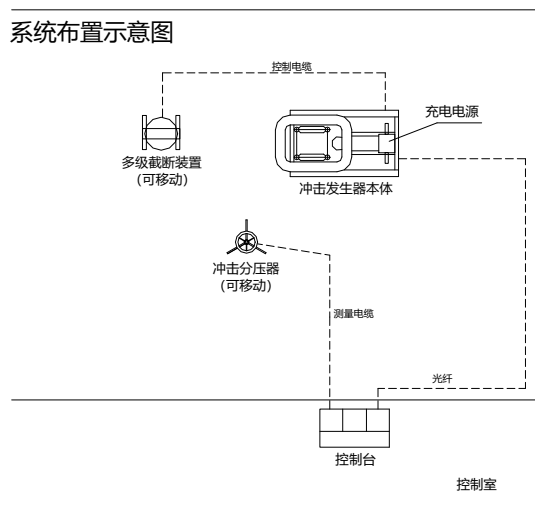 系统布置示意图
控制电缆
充电电源
多级截断装置
(可移动)
冲击发生器本体
冲击分压器
(可移动)
测量电缆
光纤
控制台
控制室